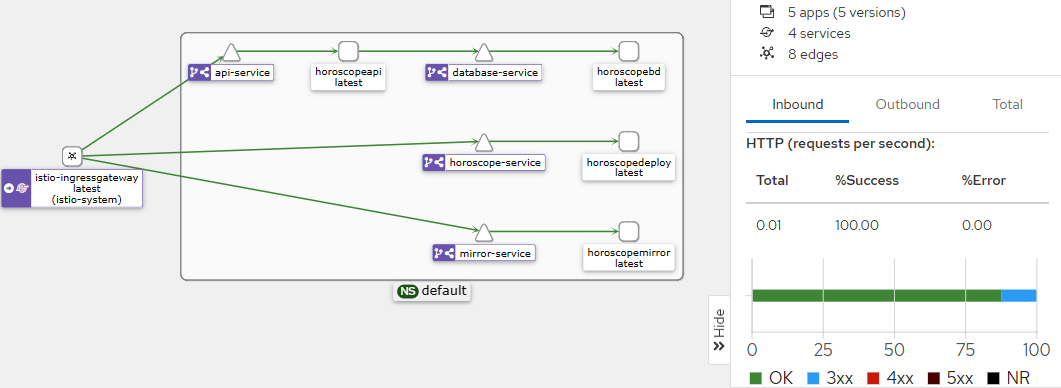 api-service
horoscopeapi
latest
database-service
horoscopebd
latest
istio-ingressgateway
latest
(istio-system)
horoscope-service
horoscopedeploy
latest
mirror-service
horoscopemirror
latest
NS default
5 apps (5 versions)
4 services
8 edges
Inbound Outbound Total
HTTP (requests per second):
Total %Success %Error
0.01 100.00 0.00
0 25 50 75 100
OK 3xx 4xx 5xx NR
Hide